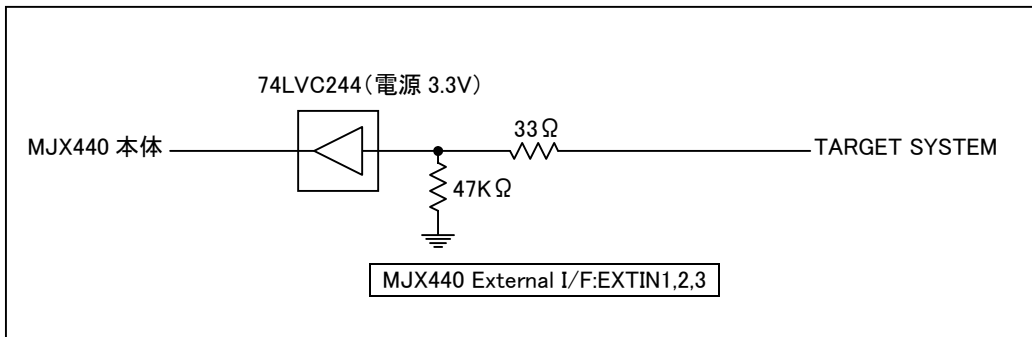 74LVC244(電源 3.3V)
33Ω
MJX440 本体
TARGET SYSTEM
47KΩ
MJX440 External I/F:EXTIN1,2,3